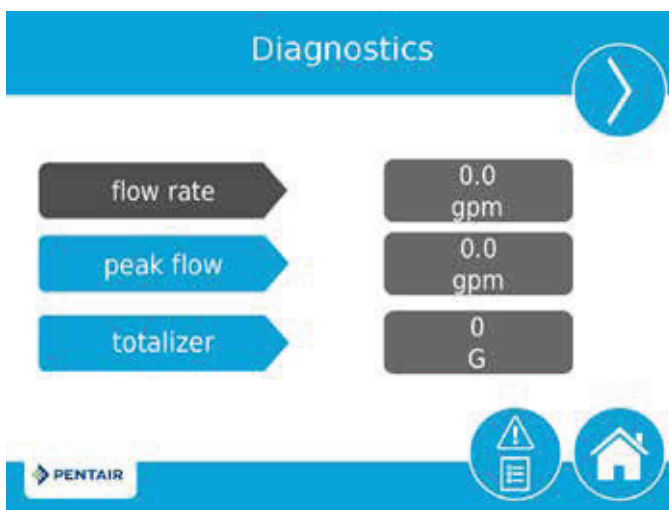 Diagnostics
flow rate
0.0
gpm
peak flow
0.0
gpm
totalizer
0
G
PENTAIR